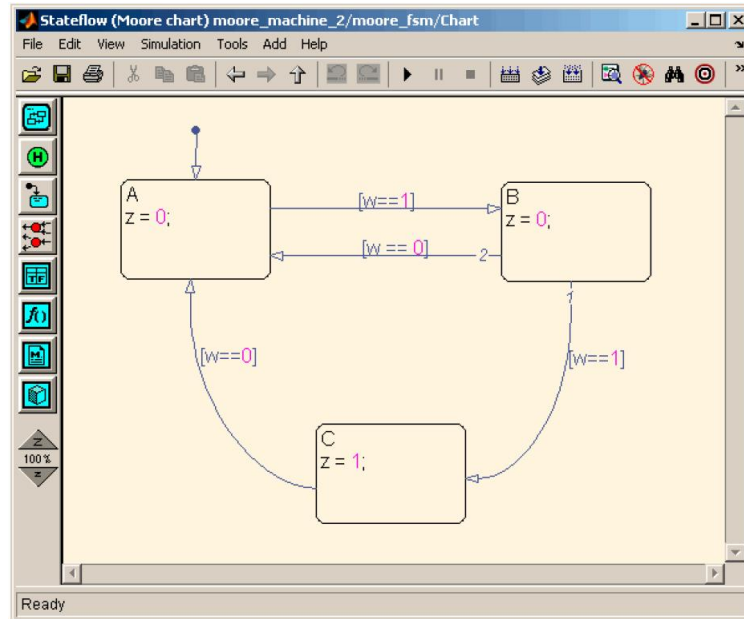 Stateflow (Moore chart) moore_machine_2/moore_fsm/Chart
File Edit View Simulation Tools Add Help
»
H
A
z = 0;
[w==1]
B
z = 0;
[w == 0]
2
1
TF
f()
M
[w==0]
[w==1]
C
z = 1;
Z
100%
z
Ready